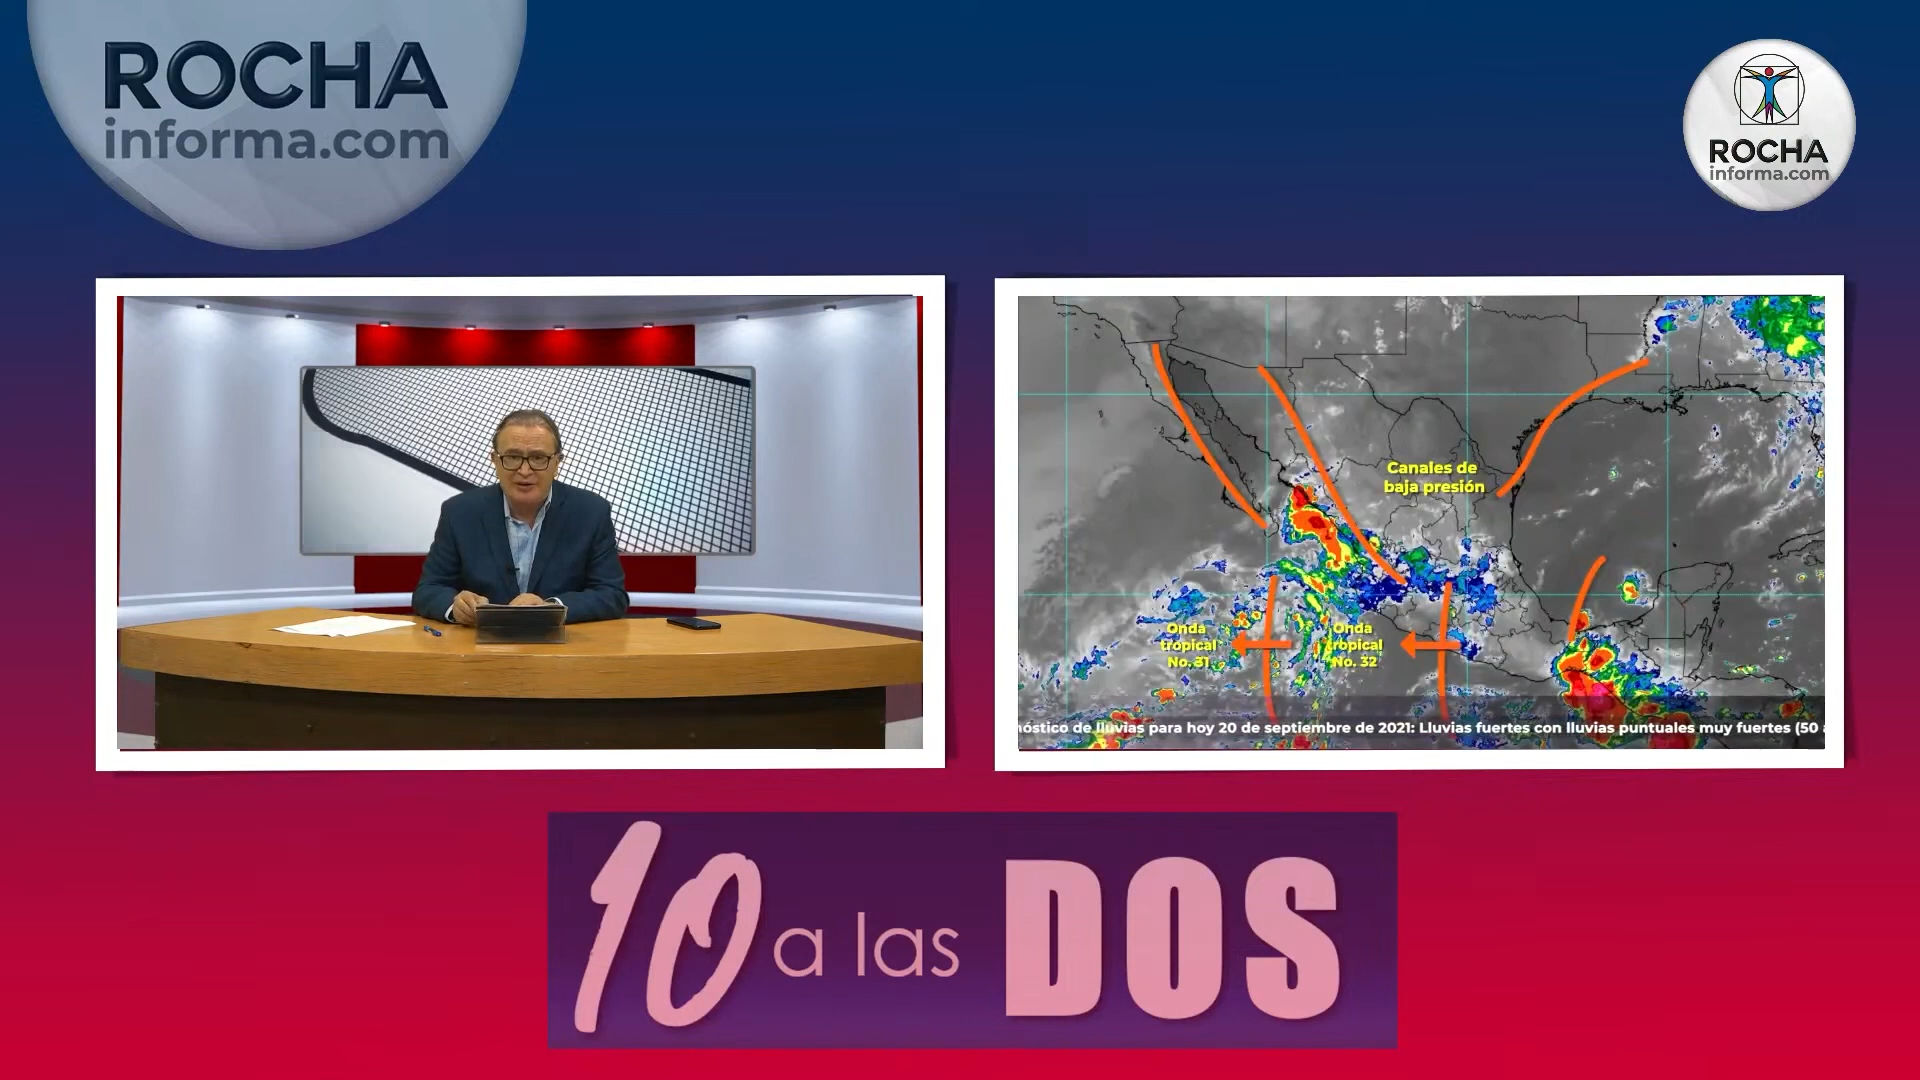 ROCHA
informa.com
ROCHA
informa.com
Canales de
baja presión
Onda
tropical
No. 31
Onda
tropical
No. 32
nóstico de lluvias para hoy 20 de septiembre de 2021: Lluvias fuertes con lluvias puntuales muy fuertes (50
10 a las DOS